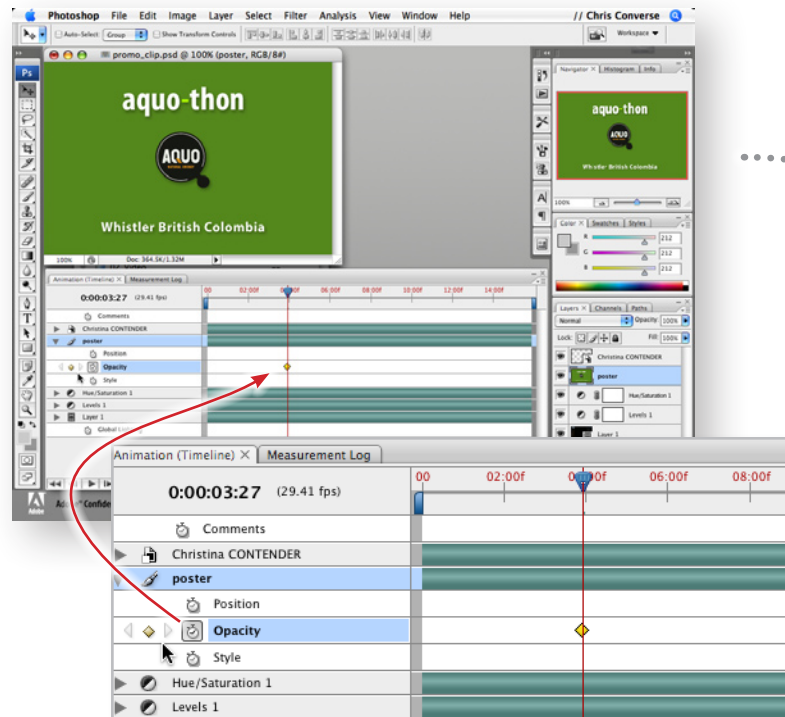 Photoshop File Edit Image Layer Select Filter Analysis View Window Help // Chris Converse
Auto-Select: Group Show Transform Controls Workspace
promo_clip.psd @ 100% (poster, RGB/8#)
Ps
aquo-thon
AQUO
Whistler British Colombia
100% Doc: 364.5K/1.32M
Navigator × Histogram Info
aquo-thon
AQUO
Whistler British Colombia
100%
Color × Swatches Styles
R 212
G 212
B 212
Layers × Channels Paths
Normal Opacity: 100%
Lock: Fill: 100%
Christina CONTENDER
poster
Hue/Saturation 1
Levels 1
Layer 1
Animation (Timeline) × Measurement Log
0:00:03:27 (29.41 fps)
00 02:00f 06:00f 08:00f 10:00f 12:00f 14:00f
Comments
Christina CONTENDER
poster
Position
Opacity
Style
Hue/Saturation 1
Levels 1
Layer 1
Global
Adobe
Animation (Timeline) × Measurement Log
0:00:03:27 (29.41 fps)
00 02:00f 06:00f 08:00f
Comments
Christina CONTENDER
poster
Position
Opacity
Style
Hue/Saturation 1
Levels 1